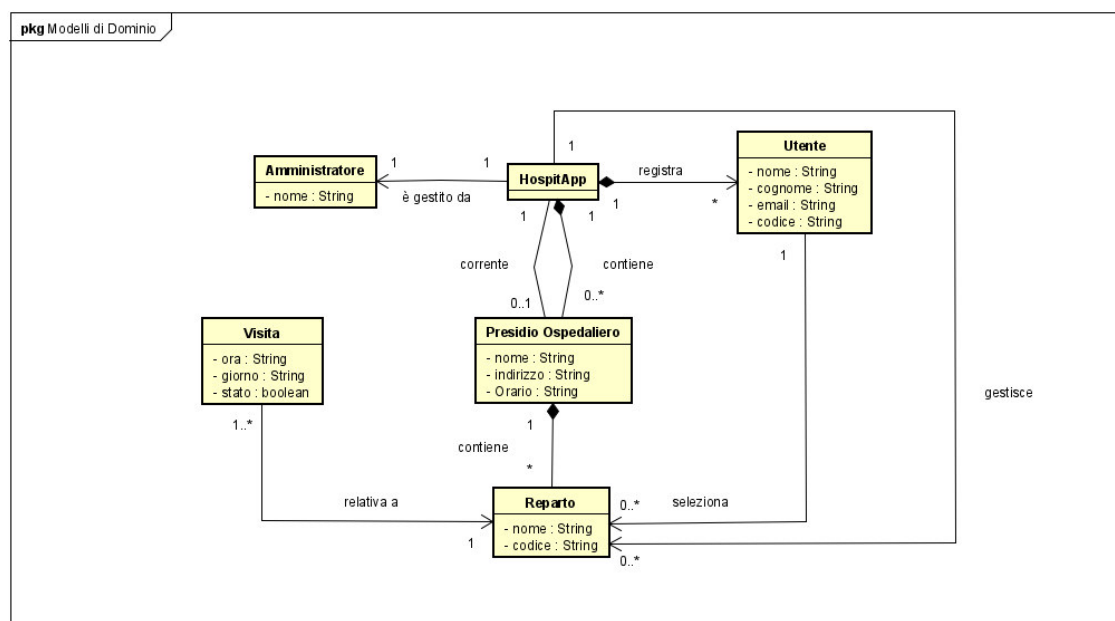 pkg Modelli di Dominio
Amministratore
- nome : String
1
1
è gestito da
HospitApp
1
registra
1
*
Utente
- nome : String
- cognome : String
- email : String
- codice : String
1
1
1
corrente
contiene
0..1
0..*
Visita
- ora : String
- giorno : String
- stato : boolean
1..*
Presidio Ospedaliero
- nome : String
- indirizzo : String
- Orario : String
1
contiene
*
gestisce
relativa a
1
Reparto
- nome : String
- codice : String
0..*
seleziona
0..*